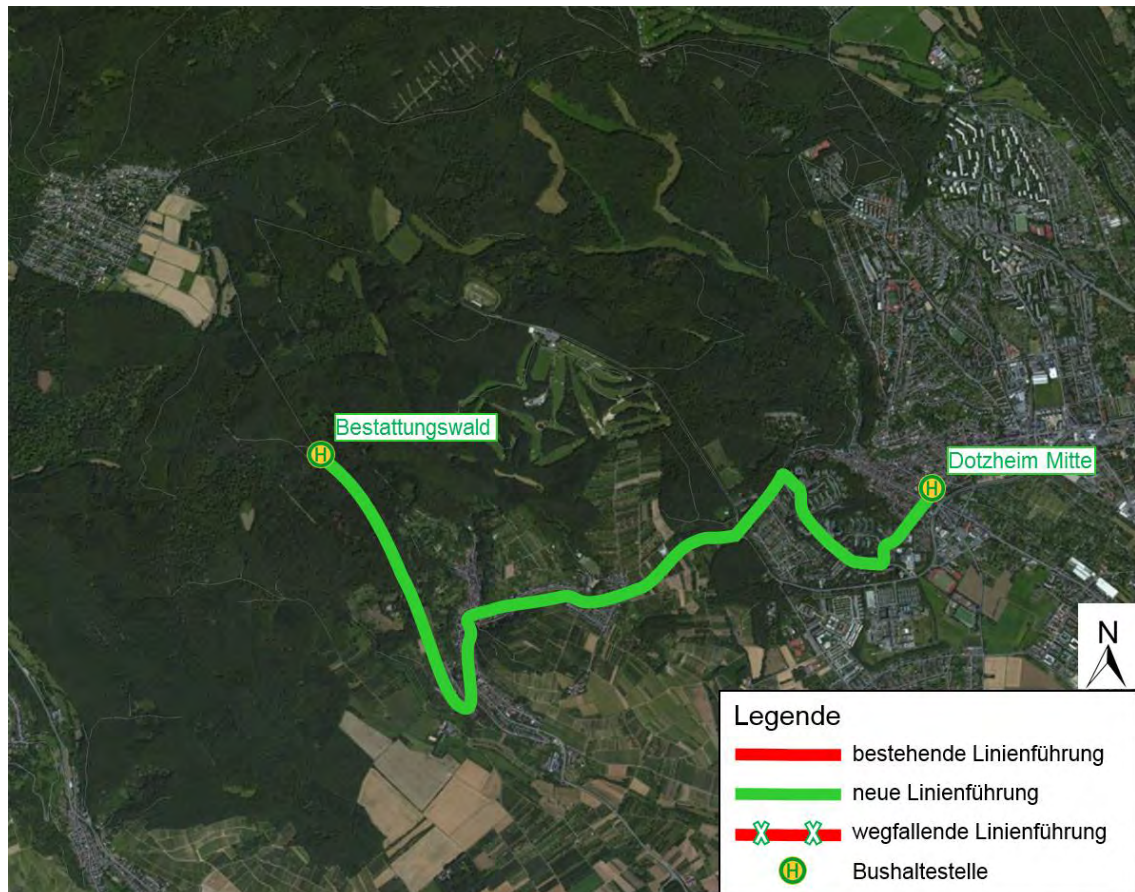 Bestattungswald
H
Dotzheim Mitte
H
N
Legende
bestehende Linienführung
neue Linienführung
X X wegfallende Linienführung
H Bushaltestelle